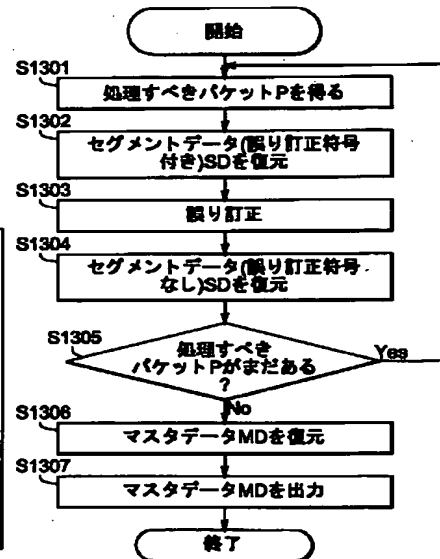 開始
S1301
処理すべきパケットPを得る
S1302
セグメントデータ(誤り訂正符号
付き)SDを復元
S1303
誤り訂正
S1304
セグメントデータ(誤り訂正符号
なし)SDを復元
S1305
処理すべき
パケットPがまだある
?
Yes
No
S1306
マスタデータMDを復元
S1307
マスタデータMDを出力
終了